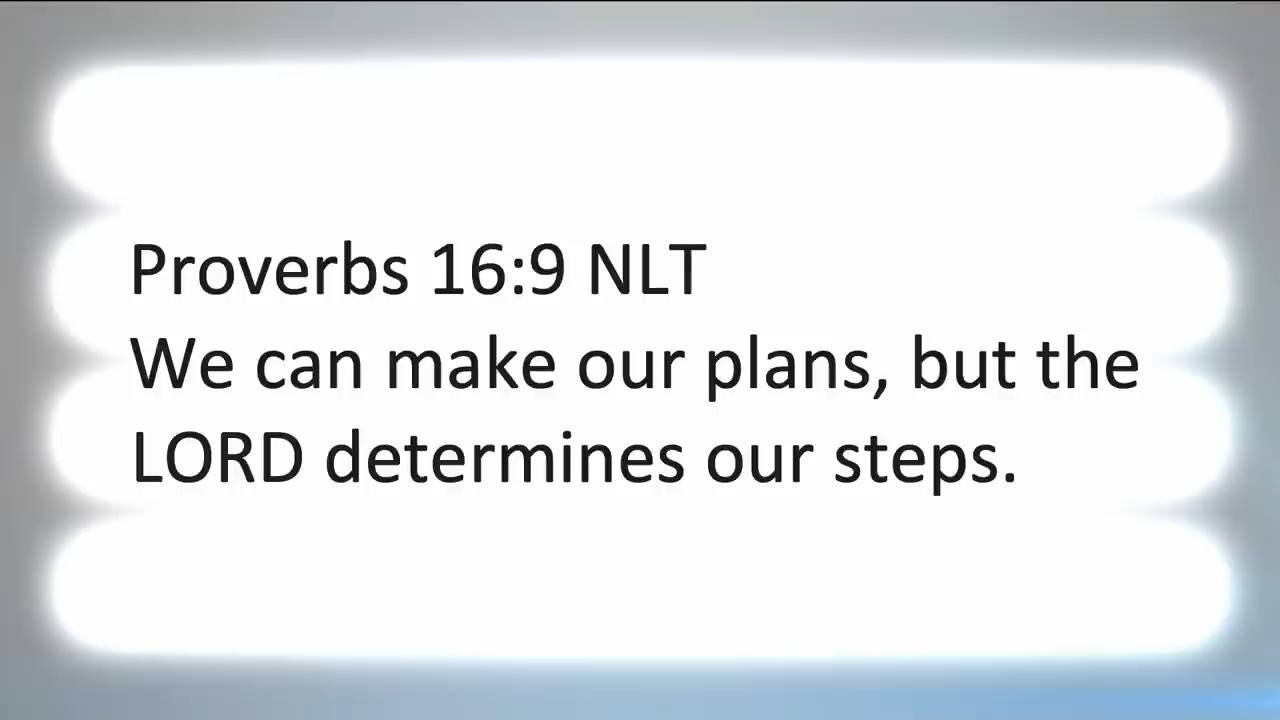 Proverbs 16:9 NLT
We can make our plans, but the
LORD determines our steps.